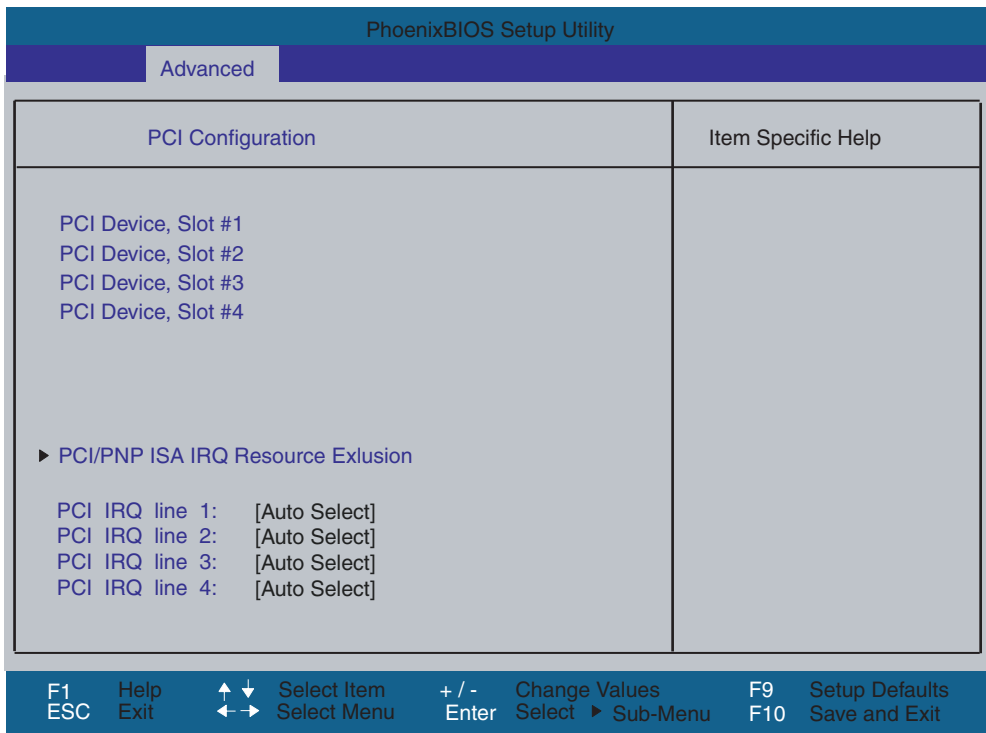 PhoenixBIOS Setup Utility
Advanced
PCI Configuration
Item Specific Help
PCI Device, Slot #1
PCI Device, Slot #2
PCI Device, Slot #3
PCI Device, Slot #4
PCI/PNP ISA IRQ Resource Exlusion
PCI IRQ line 1: [Auto Select]
PCI IRQ line 2: [Auto Select]
PCI IRQ line 3: [Auto Select]
PCI IRQ line 4: [Auto Select]
F1 Help Select Item + / - Change Values F9 Setup Defaults
ESC Exit Select Menu Enter Select Sub-Menu F10 Save and Exit